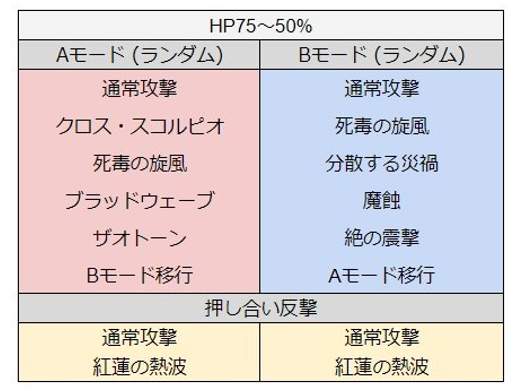 HP75～50%
Aモード (ランダム) Bモード (ランダム)
通常攻撃 通常攻撃
クロス・スコルピオ 死毒の旋風
死毒の旋風 分散する災禍
ブラッドウェーブ 魔蝕
ザオトーン 絶の震撃
Bモード移行 Aモード移行
押し合い反撃
通常攻撃 通常攻撃
紅蓮の熱波 紅蓮の熱波